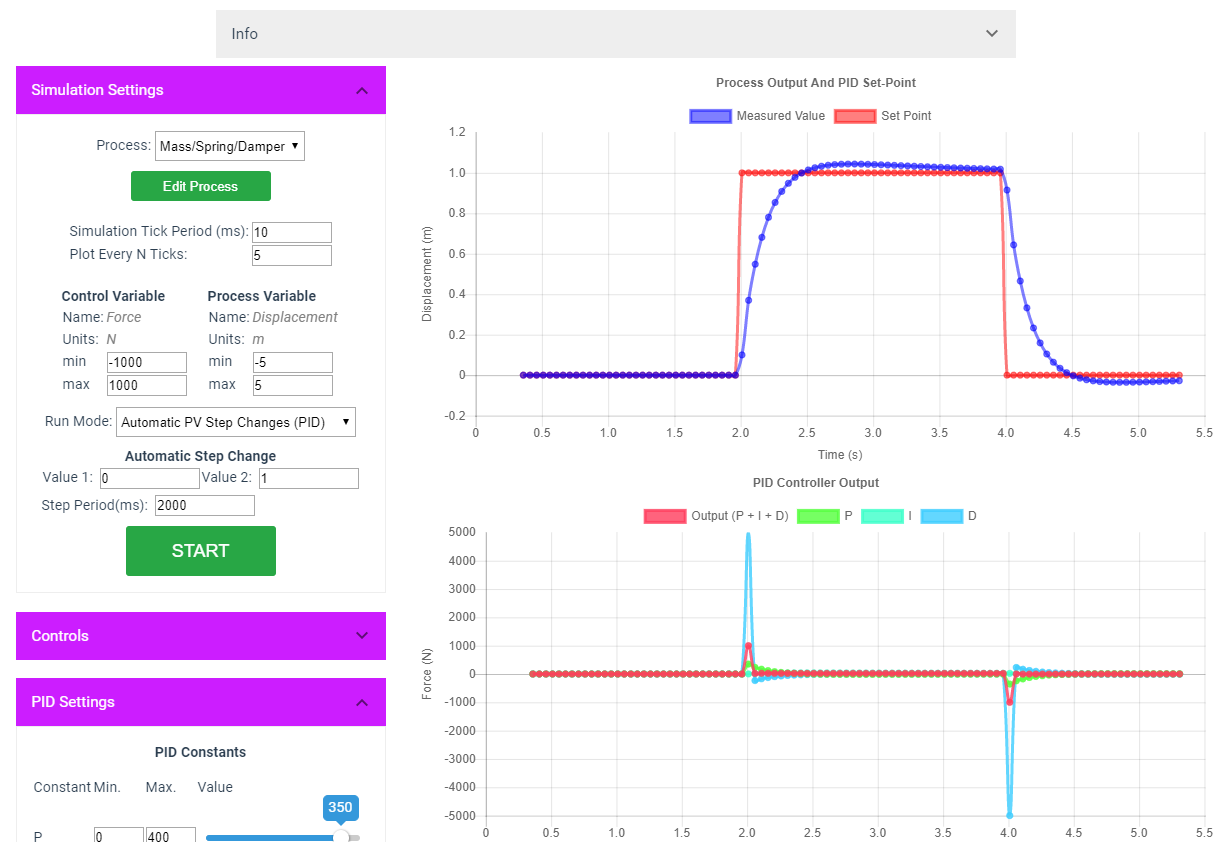 Info
Simulation Settings
Process: Mass/Spring/Damper
Edit Process
Simulation Tick Period (ms): 10
Plot Every N Ticks: 5
Control Variable Process Variable
Name: Force Name: Displacement
Units: N Units: m
min -1000 min -5
max 1000 max 5
Run Mode: Automatic PV Step Changes (PID)
Automatic Step Change
Value 1: 0 Value 2: 1
Step Period(ms): 2000
START
Controls
PID Settings
PID Constants
Constant Min. Max. Value
350
P 0 400
Process Output And PID Set-Point
Measured Value Set Point
1.2
1.0
0.8
0.6
0.4
0.2
0
-0.2
Displacement (m)
0 0.5 1.0 1.5 2.0 2.5 3.0 3.5 4.0 4.5 5.0 5.5
Time (s)
PID Controller Output
Output (P + I + D) P I D
5000
4000
3000
2000
1000
0
-1000
-2000
-3000
-4000
-5000
Force (N)
0 0.5 1.0 1.5 2.0 2.5 3.0 3.5 4.0 4.5 5.0 5.5